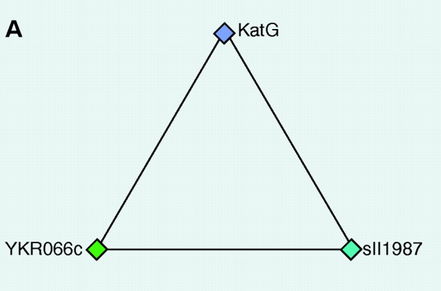 A
KatG
YKR066c
sll1987